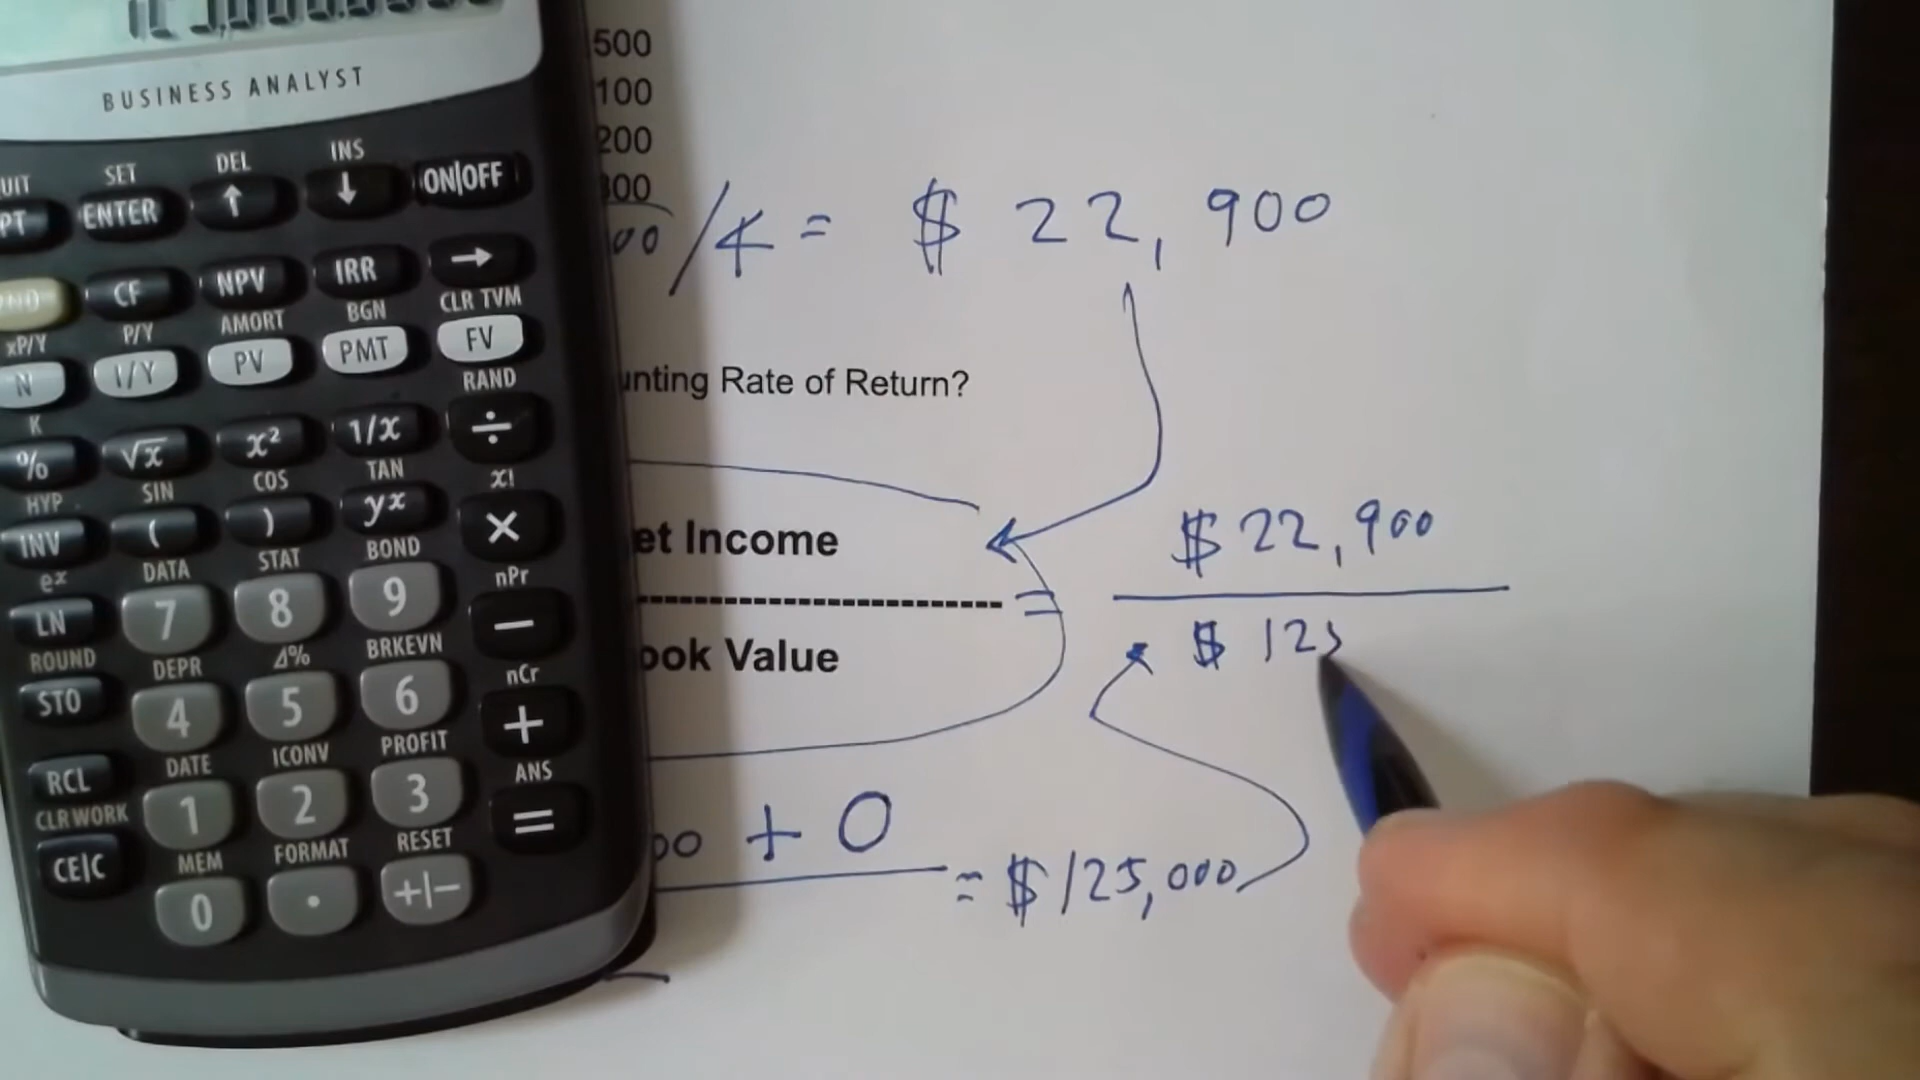 BUSINESS ANALYST
SET DEL INS
ENTER ↑ ↓ ON|OFF
CF NPV IRR →
xP/Y P/Y AMORT BGN CLR TVM
N I/Y PV PMT FV
K RAND
% √x x² 1/x ÷
HYP SIN COS TAN x!
INV ( ) yx ×
eˣ DATA STAT BOND nPr
LN 7 8 9 −
ROUND DEPR Δ% BRKEVN nCr
STO 4 5 6 +
DATE ICONV PROFIT ANS
RCL 1 2 3 =
CLR WORK MEM FORMAT RESET
CE|C 0 . +|−
500
100
200
00 /4 = $ 22,900
unting Rate of Return?
et Income
= $22,900
$ 125
ook Value
00 + 0
= $125,000